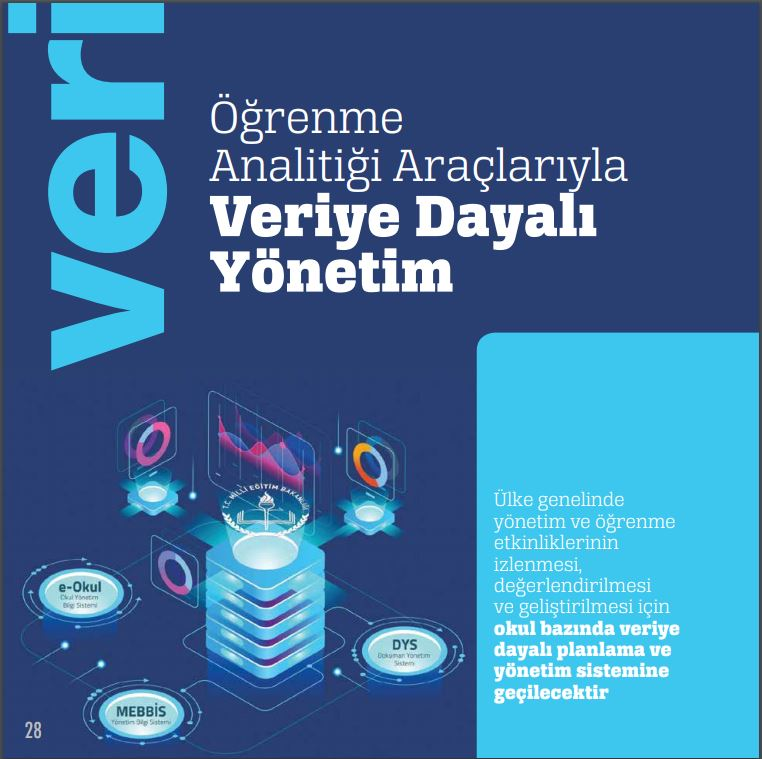 veri
Öğrenme
Analitiği Araçlarıyla
Veriye Dayalı
Yönetim
T.C. MİLLÎ EĞİTİM BAKANLIĞI
e-Okul
Okul Yönetim
Bilgi Sistemi
DYS
Doküman Yönetim
Sistemi
MEBBİS
Yönetim Bilgi Sistemi
Ülke genelinde
yönetim ve öğrenme
etkinliklerinin
izlenmesi,
değerlendirilmesi
ve geliştirilmesi için
okul bazında veriye
dayalı planlama ve
yönetim sistemine
geçilecektir
28